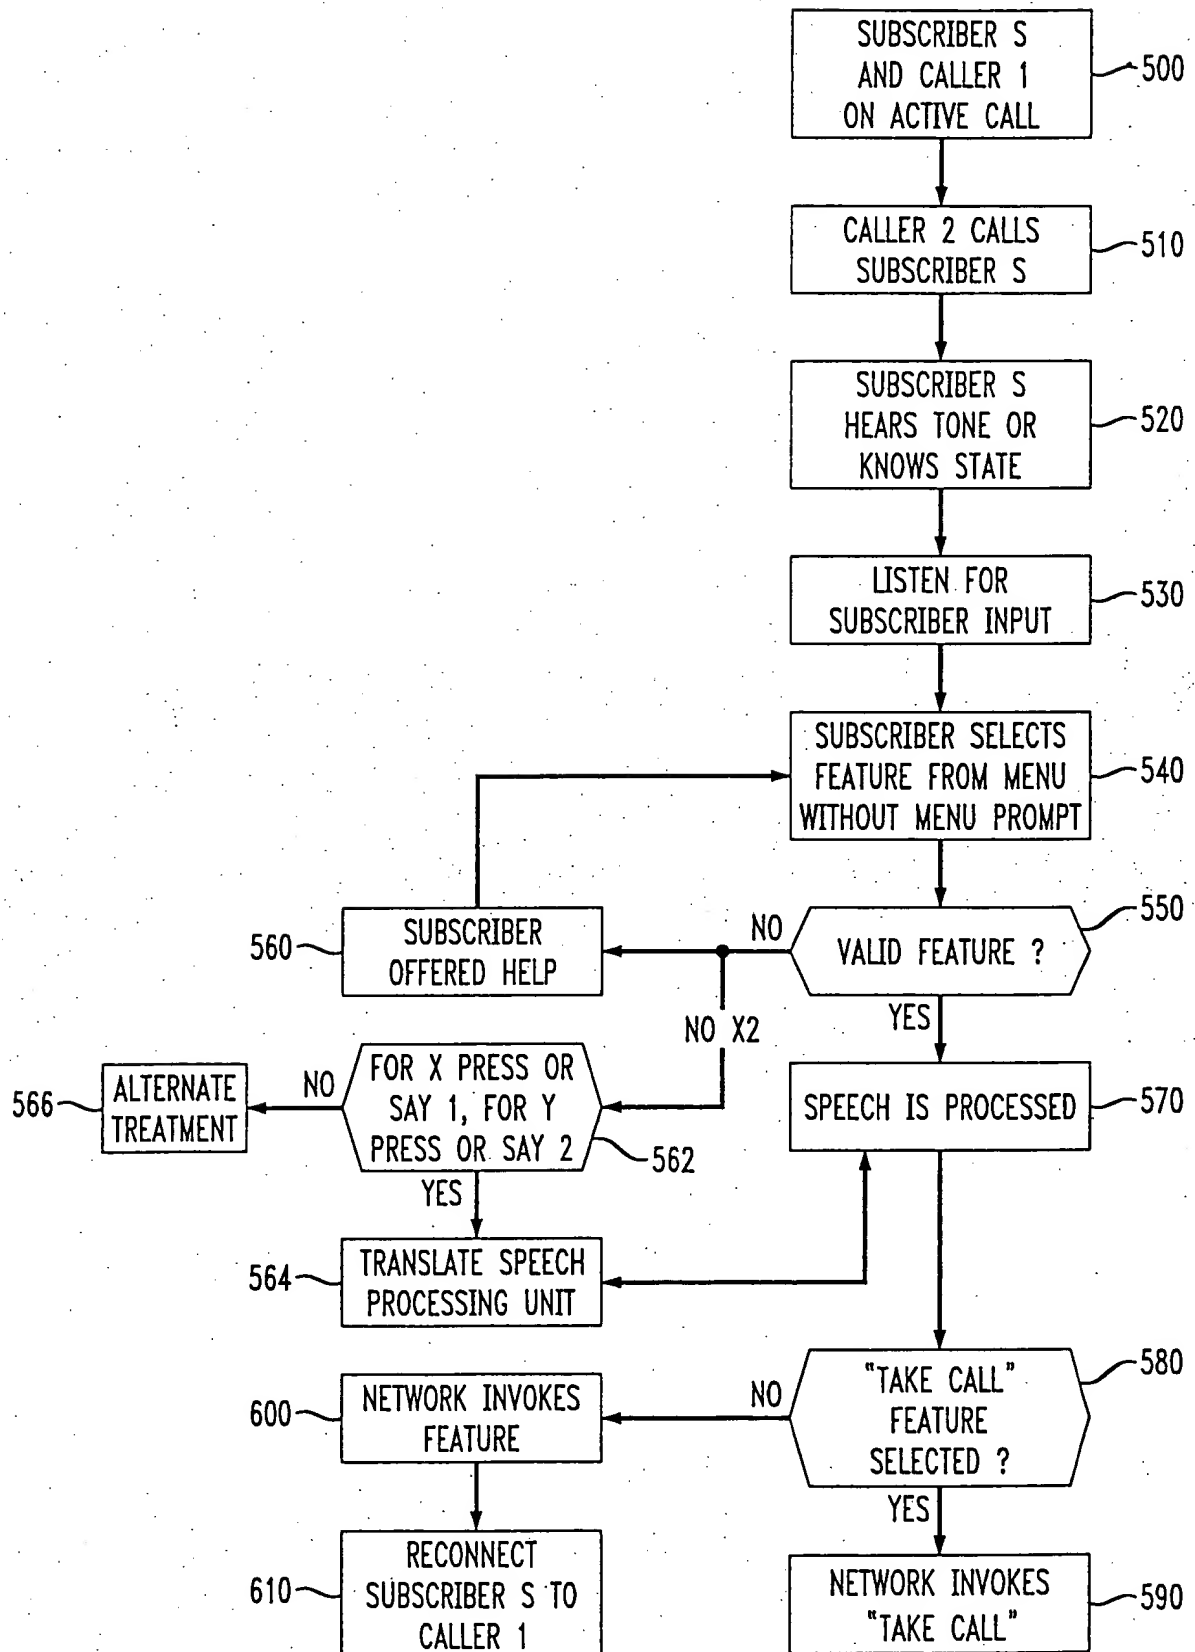 SUBSCRIBER S
AND CALLER 1
ON ACTIVE CALL
500
CALLER 2 CALLS
SUBSCRIBER S
510
SUBSCRIBER S
HEARS TONE OR
KNOWS STATE
520
LISTEN FOR
SUBSCRIBER INPUT
530
SUBSCRIBER SELECTS
FEATURE FROM MENU
WITHOUT MENU PROMPT
540
550
VALID FEATURE ?
NO
560
SUBSCRIBER
OFFERED HELP
NO X2
YES
566
ALTERNATE
TREATMENT
NO
FOR X PRESS OR
SAY 1, FOR Y
PRESS OR SAY 2
562
SPEECH IS PROCESSED
570
YES
564
TRANSLATE SPEECH
PROCESSING UNIT
580
"TAKE CALL"
FEATURE
SELECTED ?
NO
600
NETWORK INVOKES
FEATURE
YES
610
RECONNECT
SUBSCRIBER S TO
CALLER 1
NETWORK INVOKES
"TAKE CALL"
590